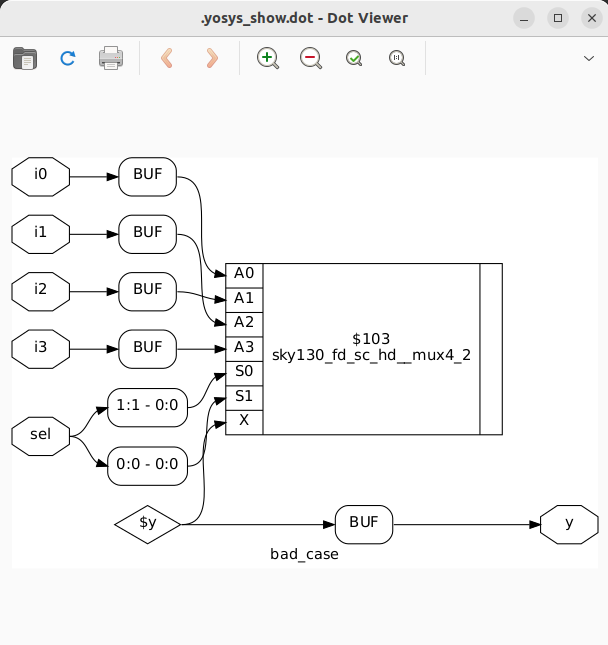 .yosys_show.dot - Dot Viewer
i0
BUF
i1
BUF
i2
BUF
i3
BUF
sel
1:1 - 0:0
0:0 - 0:0
A0
A1
A2
A3
S0
S1
X
$103
sky130_fd_sc_hd__mux4_2
$y
BUF
y
bad_case